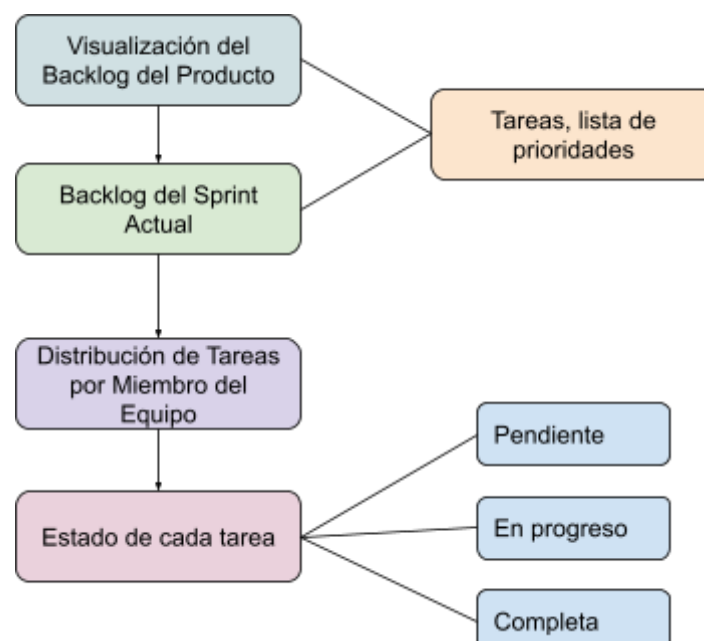 Visualización del
Backlog del Producto
Tareas, lista de
prioridades
Backlog del Sprint
Actual
Distribución de Tareas
por Miembro del
Equipo
Pendiente
Estado de cada tarea
En progreso
Completa